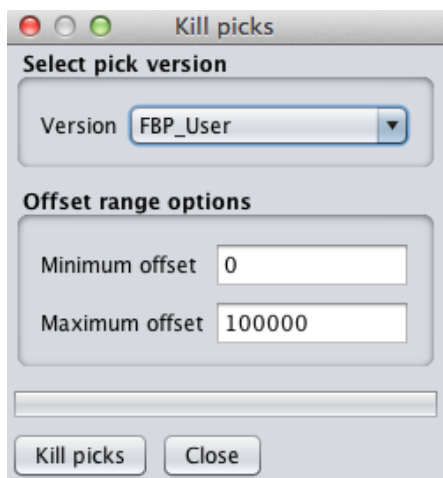 Kill picks
Select pick version
Version FBP_User
Offset range options
Minimum offset 0
Maximum offset 100000
Kill picks Close